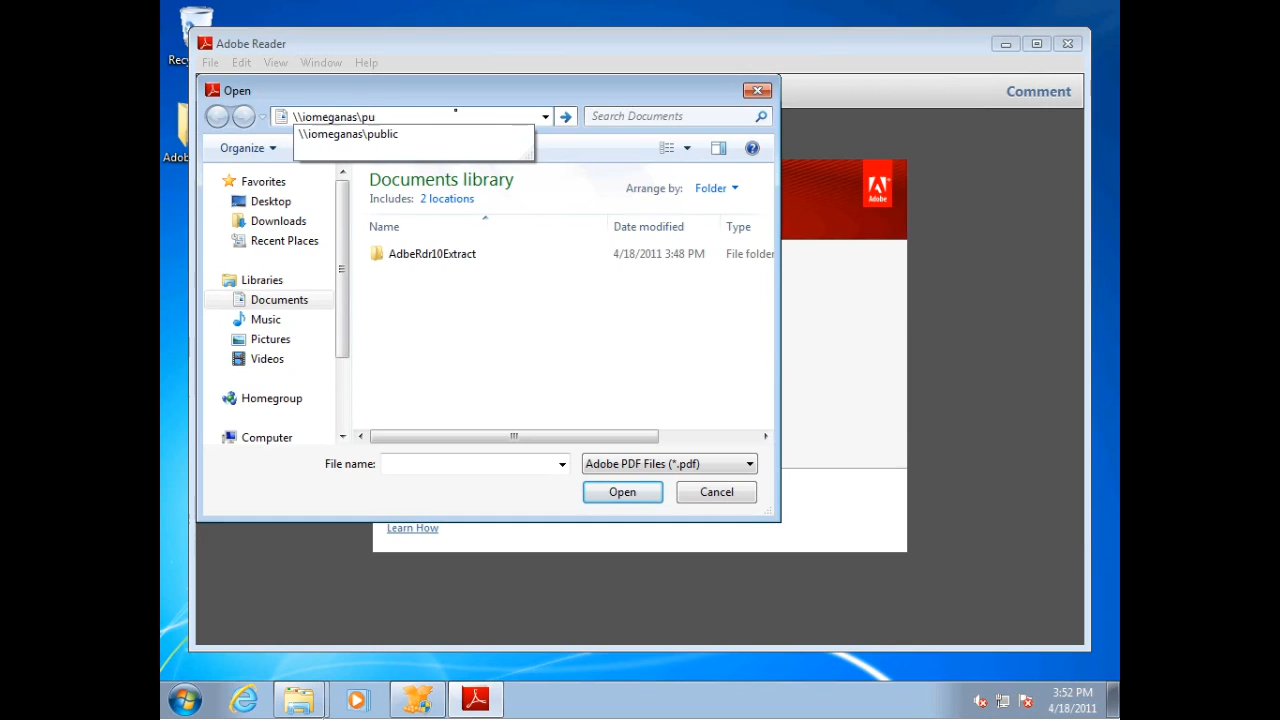 Recy
Adobe Reader
File Edit View Window Help
Comment
Open
\\iomeganas\pu
Search Documents
\\iomeganas\public
Organize
Adobe
Documents library
Includes: 2 locations
Arrange by: Folder
Name Date modified Type
AdbeRdr10Extract 4/18/2011 3:48 PM File folder
Favorites
Desktop
Downloads
Recent Places
Libraries
Documents
Music
Pictures
Videos
Homegroup
Computer
File name:
Adobe PDF Files (*.pdf)
Open Cancel
Learn How
Adob
3:52 PM
4/18/2011